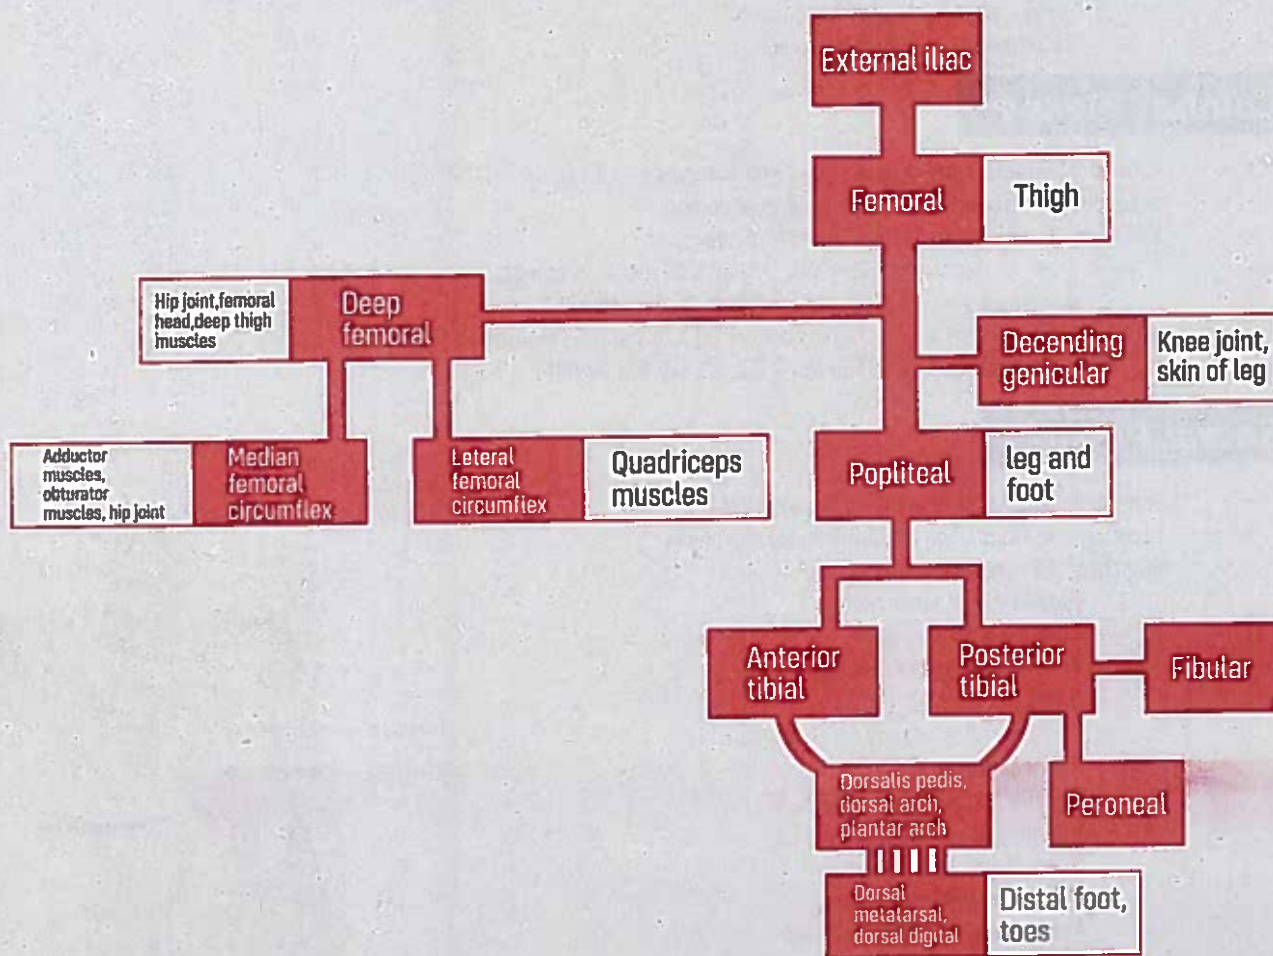 External iliac
Femoral
Thigh
Hip joint,femoral
head,deep thigh
muscles
Deep
femoral
Decending
genicular
Knee joint,
skin of leg
Adductor
muscles,
obturator
muscles, hip joint
Median
femoral
circumflex
Leteral
femoral
circumflex
Quadriceps
muscles
Popliteal
leg and
foot
Anterior
tibial
Posterior
tibial
Fibular
Dorsalis pedis,
dorsal arch,
plantar arch
Peroneal
Dorsal
metatarsal,
dorsal digital
Distal foot,
toes